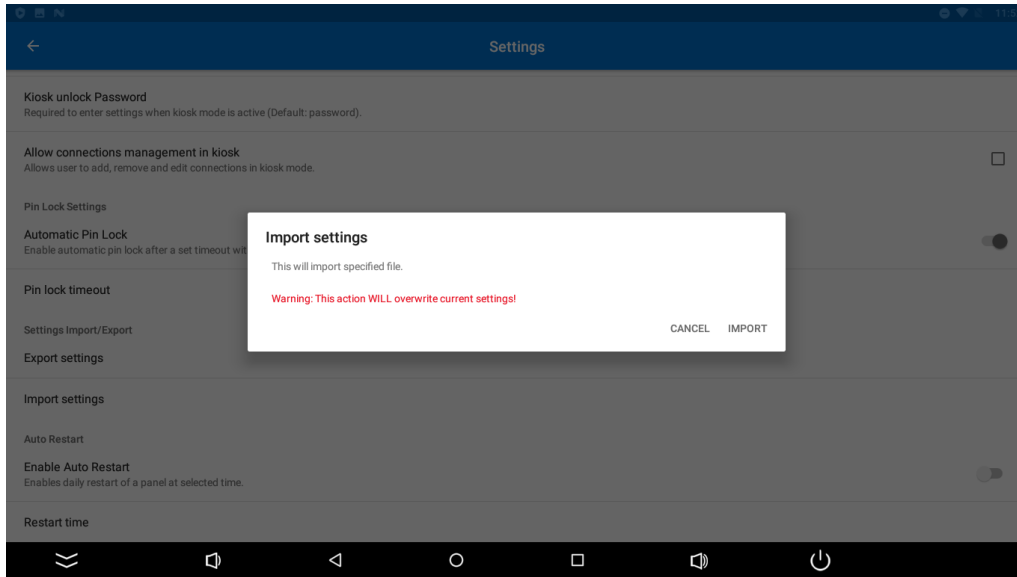 11:5
Settings
Kiosk unlock Password
Required to enter settings when kiosk mode is active (Default: password).
Allow connections management in kiosk
Allows user to add, remove and edit connections in kiosk mode.
Pin Lock Settings
Automatic Pin Lock
Enable automatic pin lock after a set timeout wit
Pin lock timeout
Import settings
This will import specified file.
Warning: This action WILL overwrite current settings!
CANCEL IMPORT
Settings Import/Export
Export settings
Import settings
Auto Restart
Enable Auto Restart
Enables daily restart of a panel at selected time.
Restart time